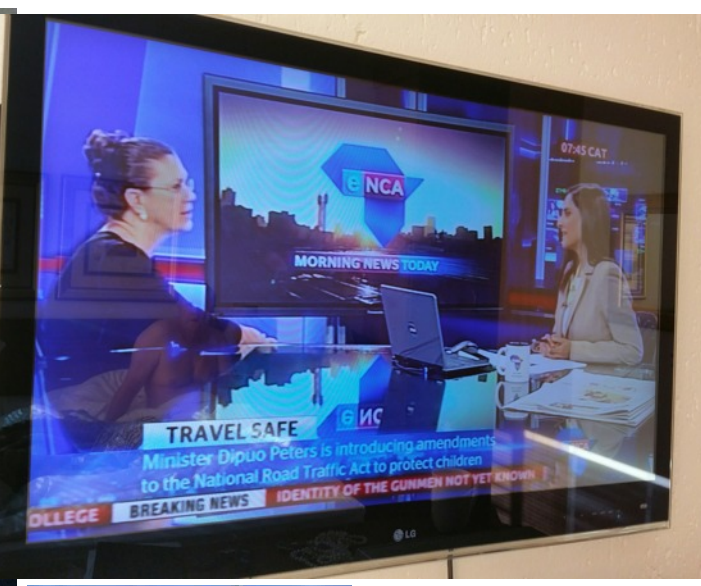 07:45 CAT
eNCA
MORNING NEWS TODAY
TRAVEL SAFE
Minister Dipuo Peters is introducing amendments
to the National Road Traffic Act to protect children
OLLEGE BREAKING NEWS IDENTITY OF THE GUNMEN NOT YET KNOWN
LG